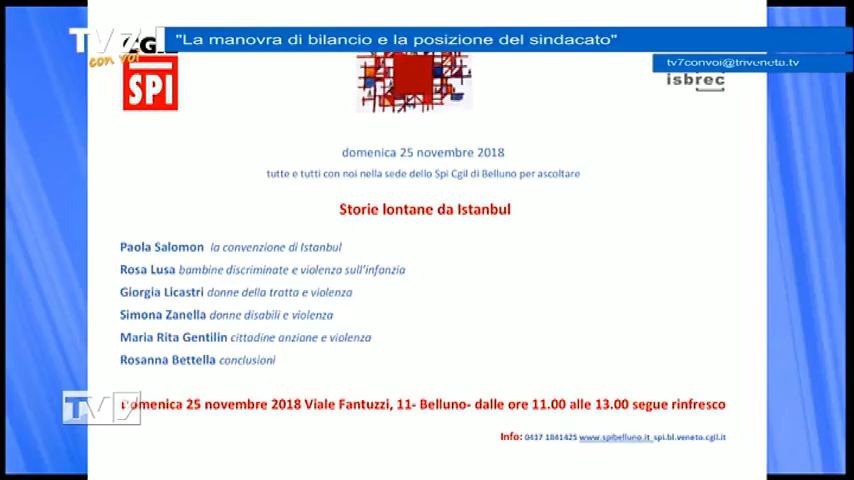 TV7
con voi
CGIL
SPI
"La manovra di bilancio e la posizione del sindacato"
tv7convoi@triveneta.tv
isbrec
domenica 25 novembre 2018
tutte e tutti con noi nella sede dello Spi Cgil di Belluno per ascoltare
Storie lontane da Istanbul
Paola Salomon la convenzione di Istanbul
Rosa Lusa bambine discriminate e violenza sull'infanzia
Giorgia Licastri donne della tratta e violenza
Simona Zanella donne disabili e violenza
Maria Rita Gentilin cittadine anziane e violenza
Rosanna Bettella conclusioni
Domenica 25 novembre 2018 Viale Fantuzzi, 11- Belluno- dalle ore 11.00 alle 13.00 segue rinfresco
TV7
Info: 0437 1841425 www.spibelluno.it spi.bl.veneto.cgil.it